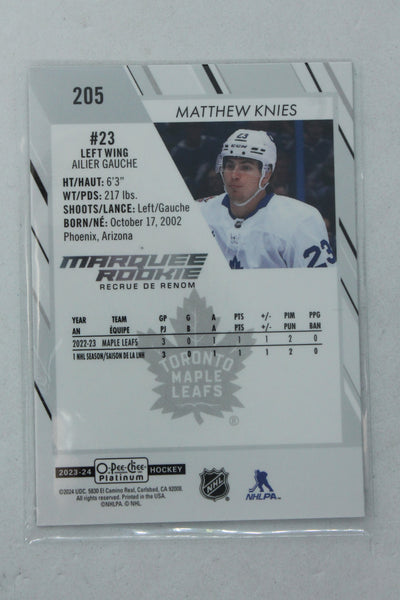 205
MATTHEW KNIES
#23
LEFT WING
AILIER GAUCHE
HT/HAUT: 6'3"
WT/PDS: 217 lbs.
SHOOTS/LANCE: Left/Gauche
BORN/NÉ: October 17, 2002
Phoenix, Arizona
MARQUEE
ROOKIE
RECRUE DE RENOM
YEAR TEAM GP G A PTS +/- PIM PPG
AN ÉQUIPE PJ B A PTS +/- PUN BAN
2022-23 MAPLE LEAFS 3 0 1 1 1 2 0
1 NHL SEASON/SAISON DE LA LNH 3 0 1 1 1 2 0
TORONTO
MAPLE
LEAFS
®
2023-24 O-Pee-Chee Platinum HOCKEY
©2024 UDC. 5830 El Camino Real, Carlsbad, CA 92008.
All rights reserved. Printed in the USA.
©NHLPA. © NHL.
NHL
NHLPA
23
CCM
23